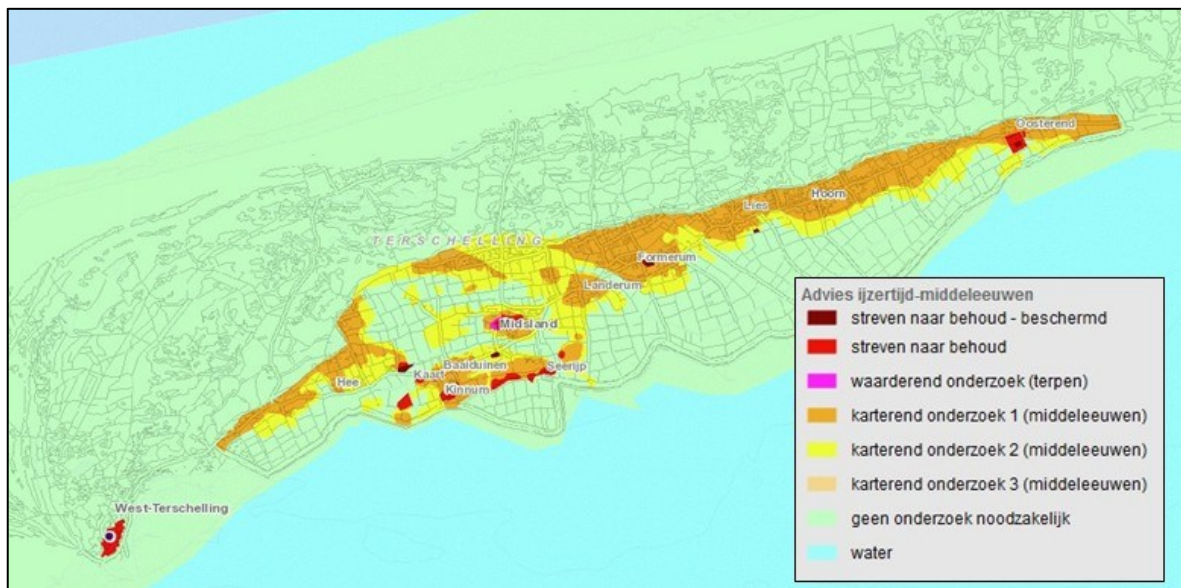 Oosterend
Hoorn
Lies
TERSCHELLING
Formerum
Landerum
Midsland
Baaiduinen
Seerijp
Kaart
Hee
Kinnum
West-Terschelling
Advies ijzertijd-middeleeuwen
streven naar behoud - beschermd
streven naar behoud
waarderend onderzoek (terpen)
karterend onderzoek 1 (middeleeuwen)
karterend onderzoek 2 (middeleeuwen)
karterend onderzoek 3 (middeleeuwen)
geen onderzoek noodzakelijk
water